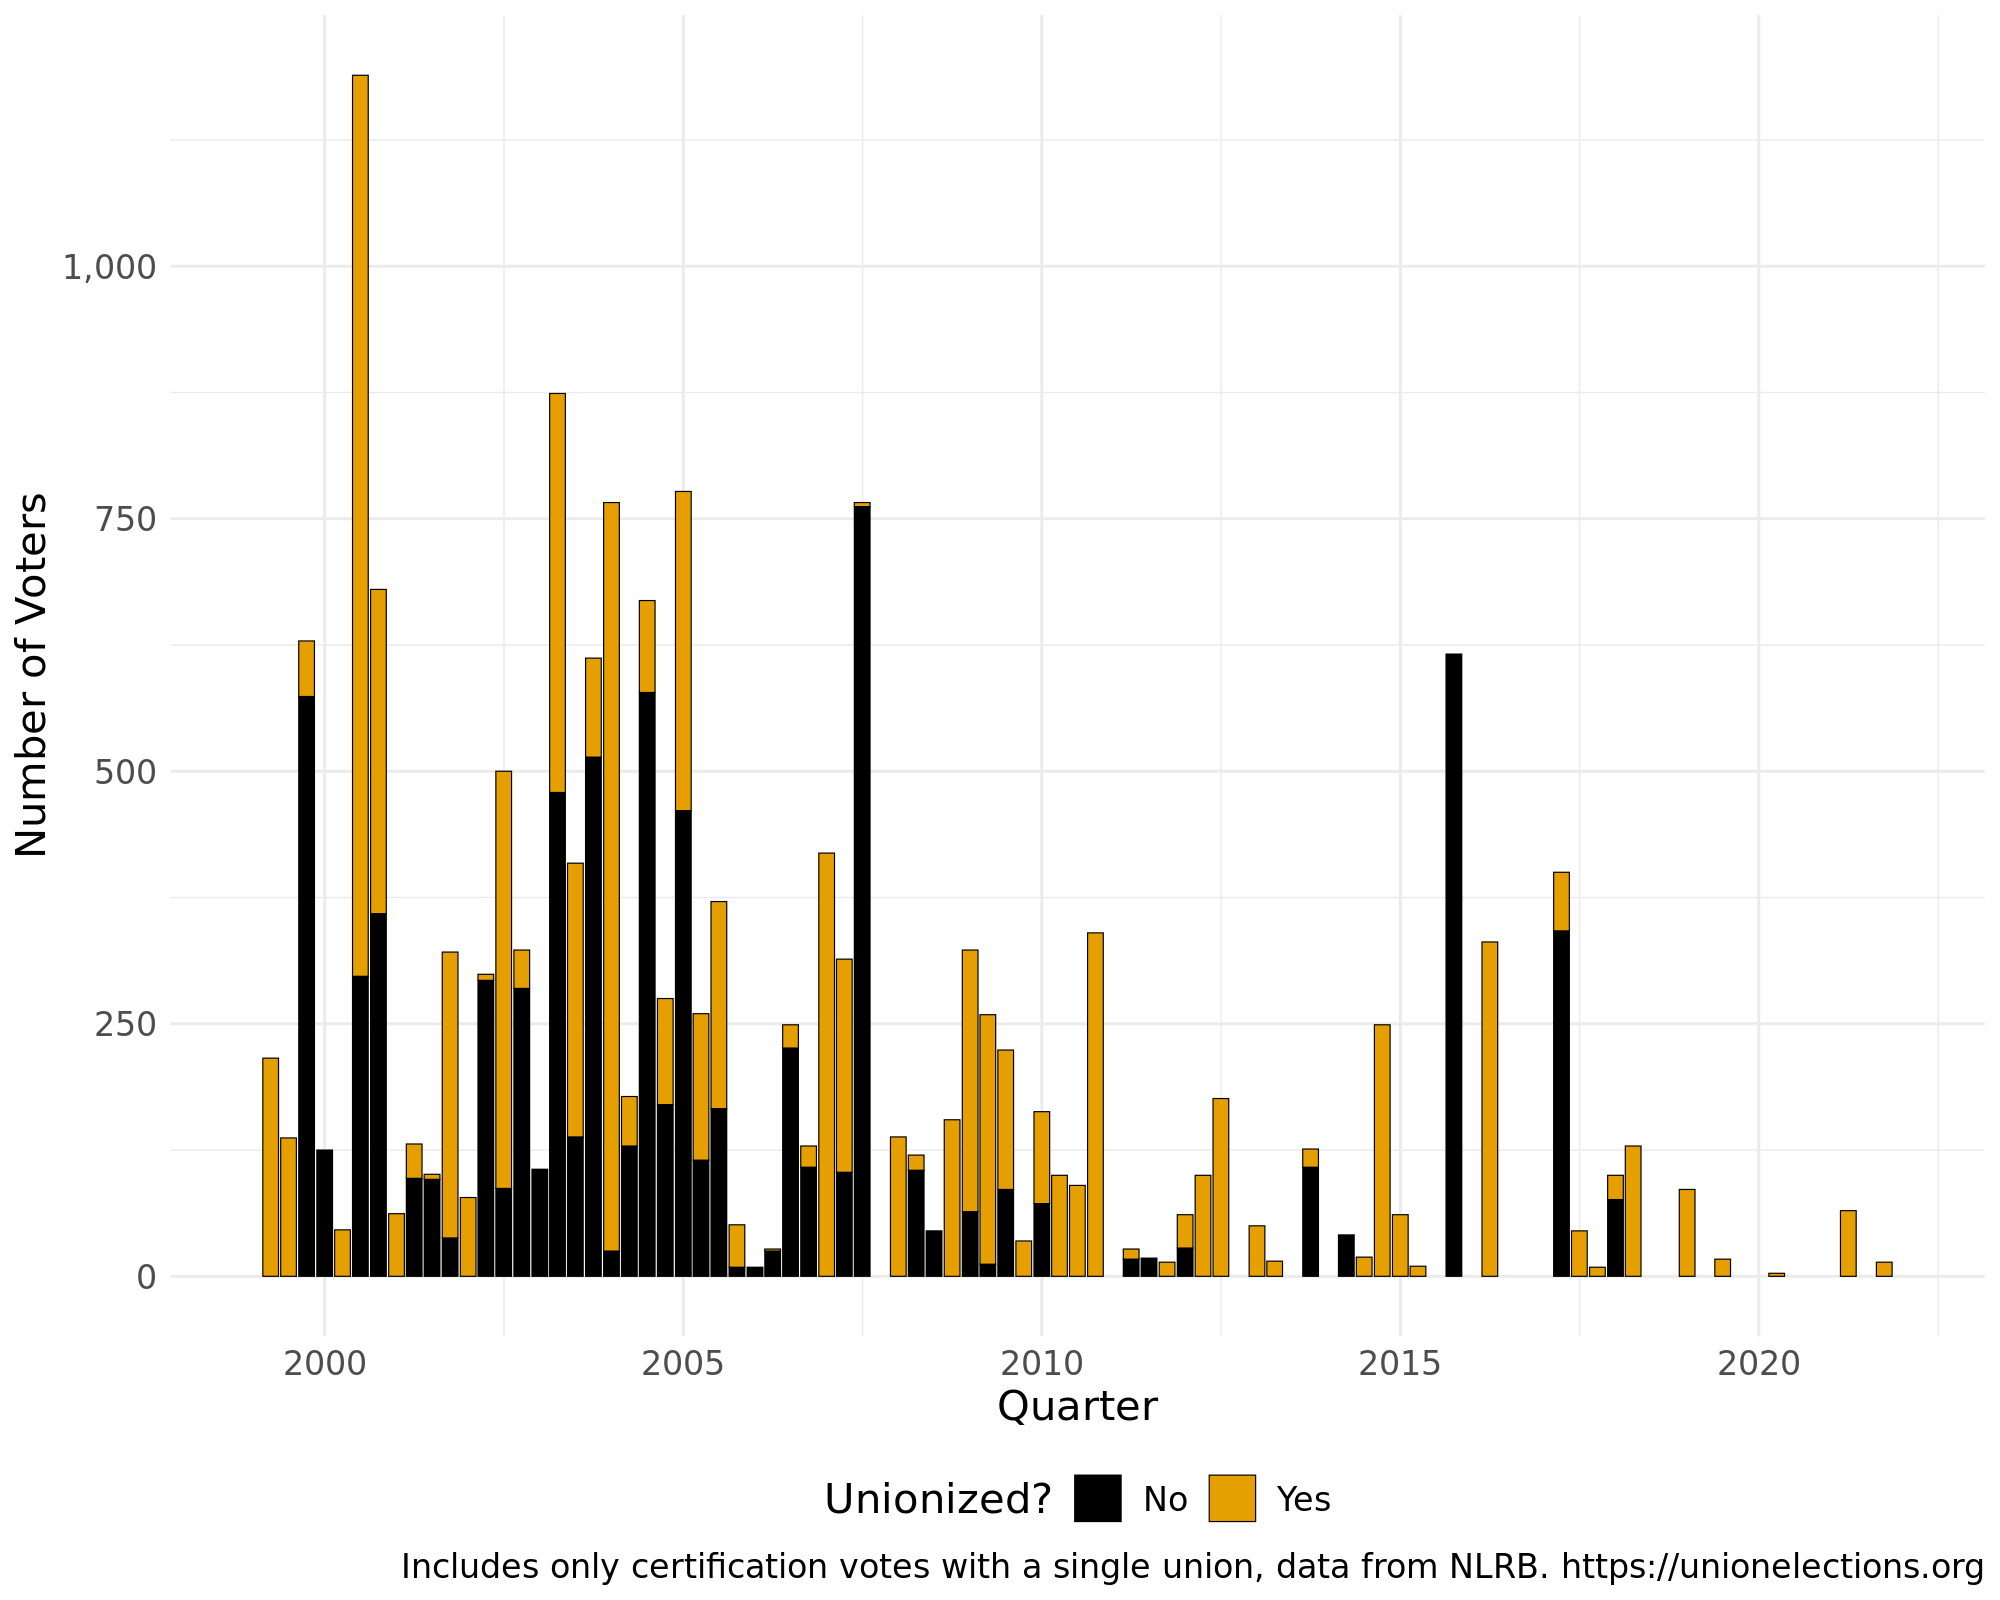 1,000
750
500
250
0
Number of Voters
2000 2005 2010 2015 2020
Quarter
Unionized? No Yes
Includes only certification votes with a single union, data from NLRB. https://unionelections.org